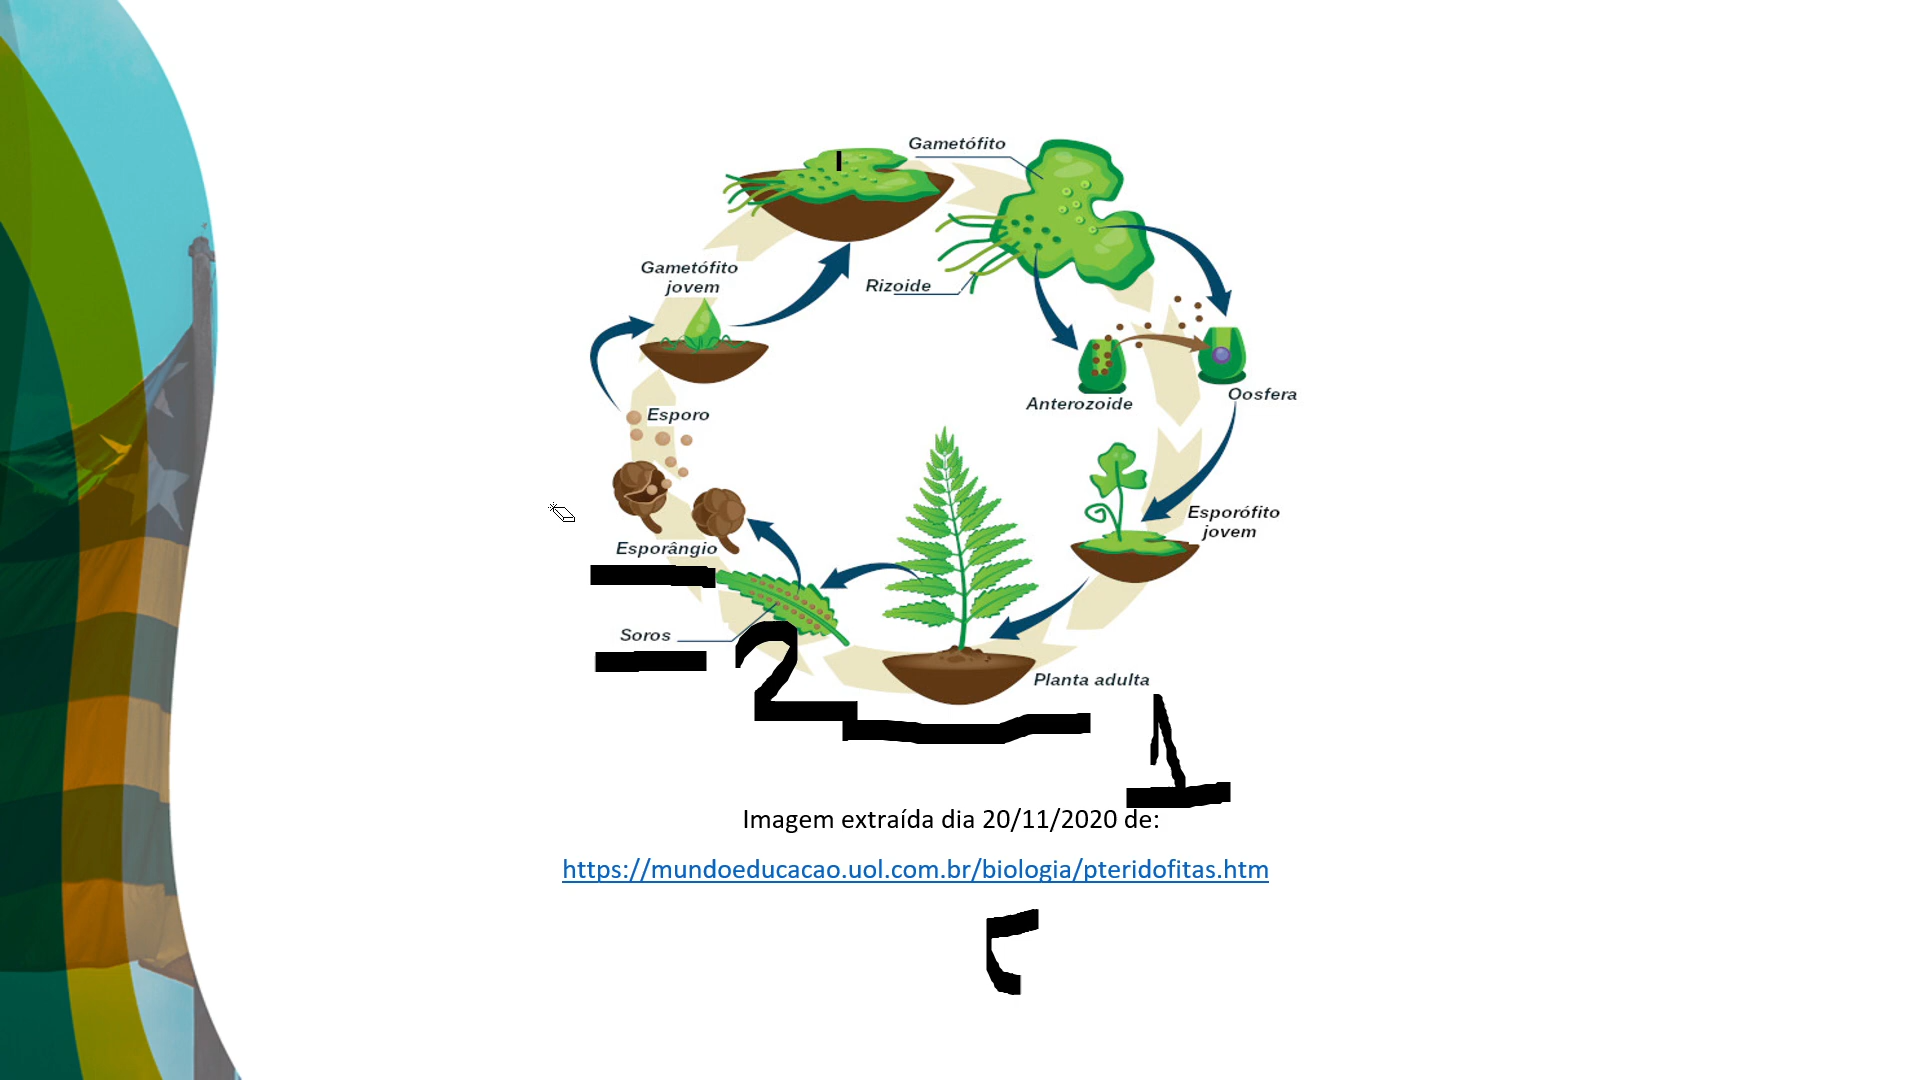 Gametófito
Gametófito
jovem
Rizoide
Oosfera
Anterozoide
Esporo
Esporófito
jovem
Esporângio
Soros
2
Planta adulta
1
Imagem extraída dia 20/11/2020 de:
https://mundoeducacao.uol.com.br/biologia/pteridofitas.htm